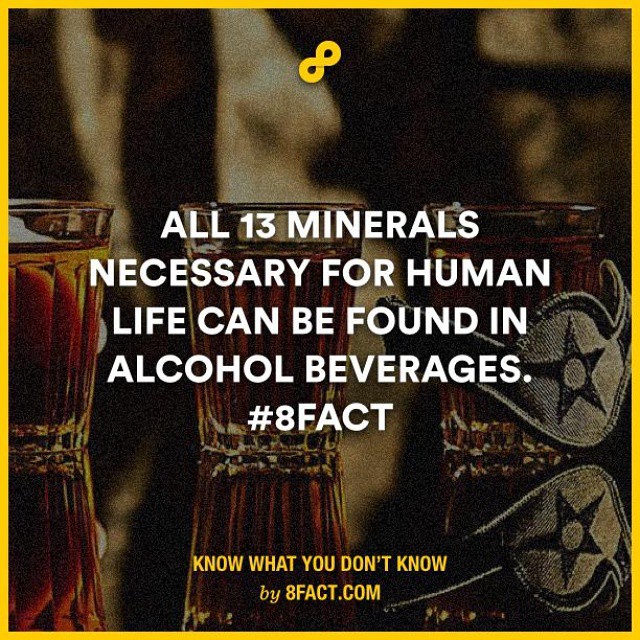 ALL 13 MINERALS
NECESSARY FOR HUMAN
LIFE CAN BE FOUND IN
ALCOHOL BEVERAGES.
#8FACT
KNOW WHAT YOU DON'T KNOW
by 8FACT.COM